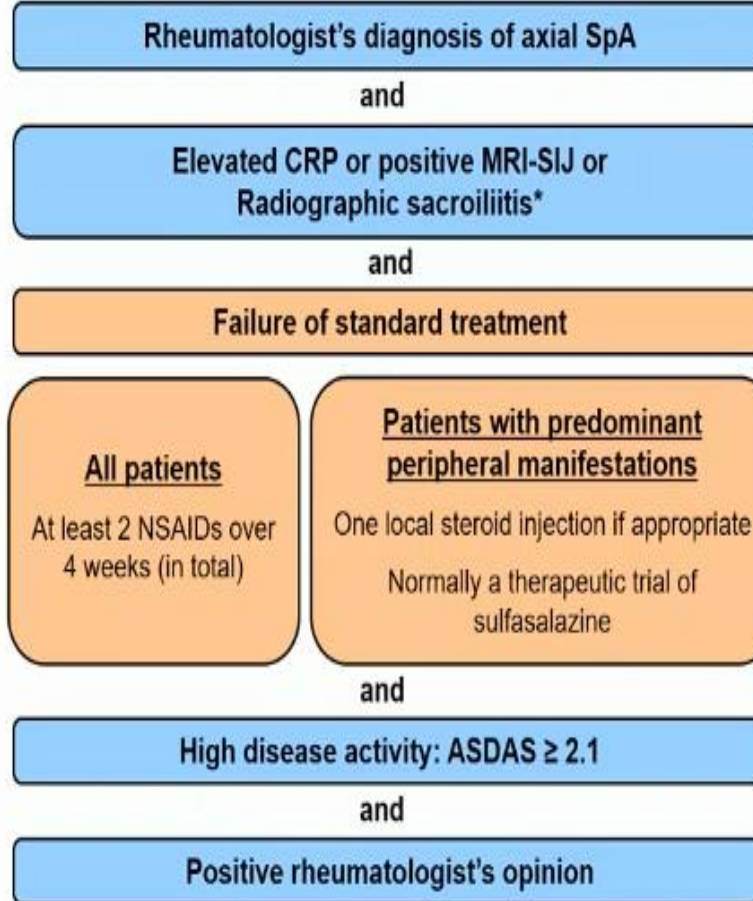 Rheumatologist's diagnosis of axial SpA
and
Elevated CRP or positive MRI-SIJ or
Radiographic sacroiliitis*
and
Failure of standard treatment
All patients
At least 2 NSAIDs over
4 weeks (in total)
Patients with predominant
peripheral manifestations
One local steroid injection if appropriate
Normally a therapeutic trial of
sulfasalazine
and
High disease activity: ASDAS ≥ 2.1
and
Positive rheumatologist's opinion